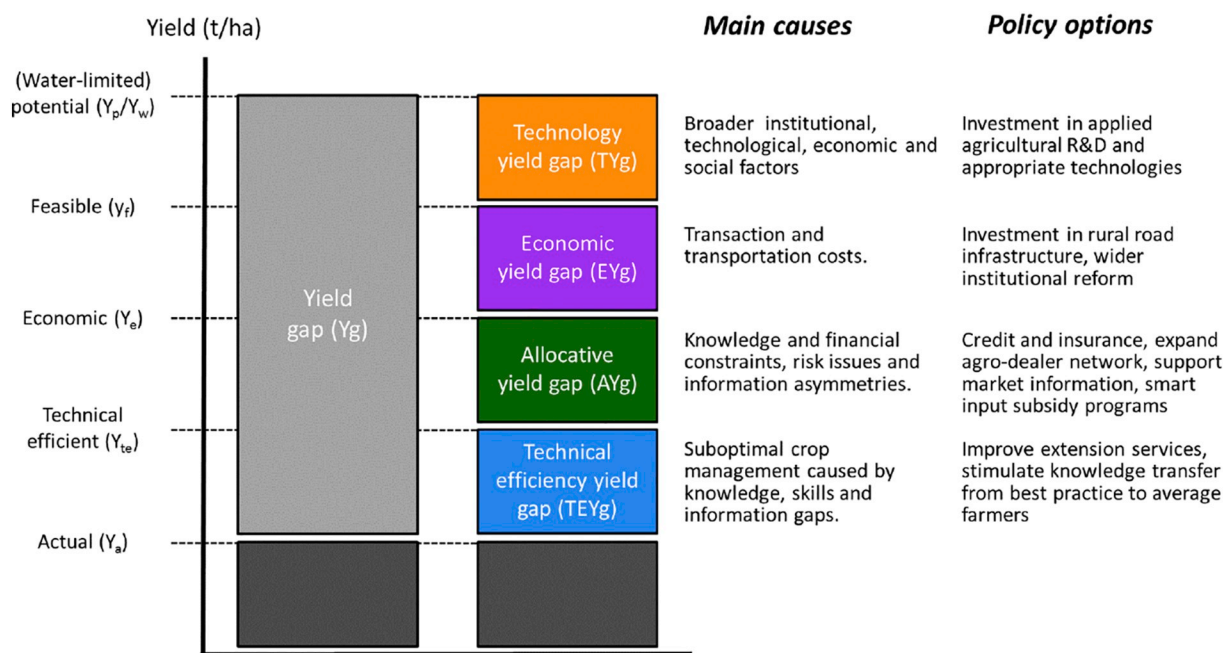 Yield (t/ha)
Main causes
Policy options
(Water-limited)
potential (Yp/Yw)
Feasible (yf)
Economic (Ye)
Technical
efficient (Yte)
Actual (Ya)
Yield
gap (Yg)
Technology
yield gap (TYg)
Broader institutional,
technological, economic and
social factors
Investment in applied
agricultural R&D and
appropriate technologies
Economic
yield gap (EYg)
Transaction and
transportation costs.
Investment in rural road
infrastructure, wider
institutional reform
Allocative
yield gap (AYg)
Knowledge and financial
constraints, risk issues and
information asymmetries.
Credit and insurance, expand
agro-dealer network, support
market information, smart
input subsidy programs
Technical
efficiency yield
gap (TEYg)
Suboptimal crop
management caused by
knowledge, skills and
information gaps.
Improve extension services,
stimulate knowledge transfer
from best practice to average
farmers